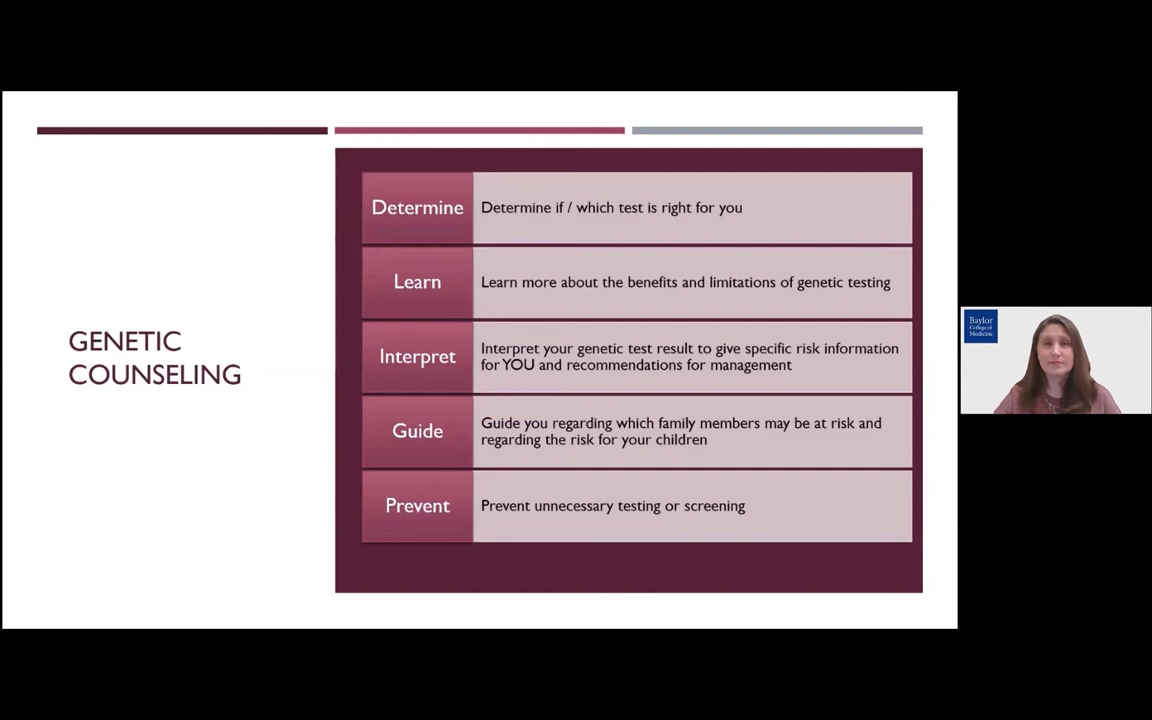 GENETIC
COUNSELING
Determine
Determine if / which test is right for you
Learn
Learn more about the benefits and limitations of genetic testing
Interpret
Interpret your genetic test result to give specific risk information
for YOU and recommendations for management
Guide
Guide you regarding which family members may be at risk and
regarding the risk for your children
Prevent
Prevent unnecessary testing or screening
Baylor
College of
Medicine